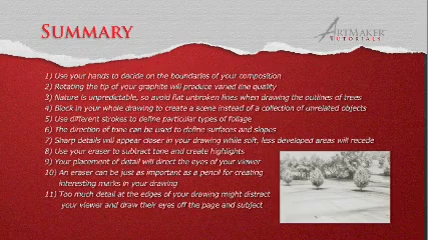 SUMMARY
ARTMAKER
TUTORIALS
1) Use your hands to decide on the boundaries of your composition
2) Rotating the tip of your graphite will produce varied line quality
3) Nature is unpredictable, so avoid flat unbroken lines when drawing the outlines of trees
4) Block in your whole drawing to create a scene instead of a collection of unrelated objects
5) Use different strokes to define particular types of foliage
6) The direction of tone can be used to define surfaces and slopes
7) Sharp details will appear closer in your drawing while soft, less developed areas will recede
8) Use your eraser to subtract tone and create highlights
9) Your placement of detail will direct the eyes of your viewer
10) An eraser can be just as important as a pencil for creating
interesting marks in your drawing
11) Too much detail at the edges of your drawing might distract
your viewer and draw their eyes off the page and subject